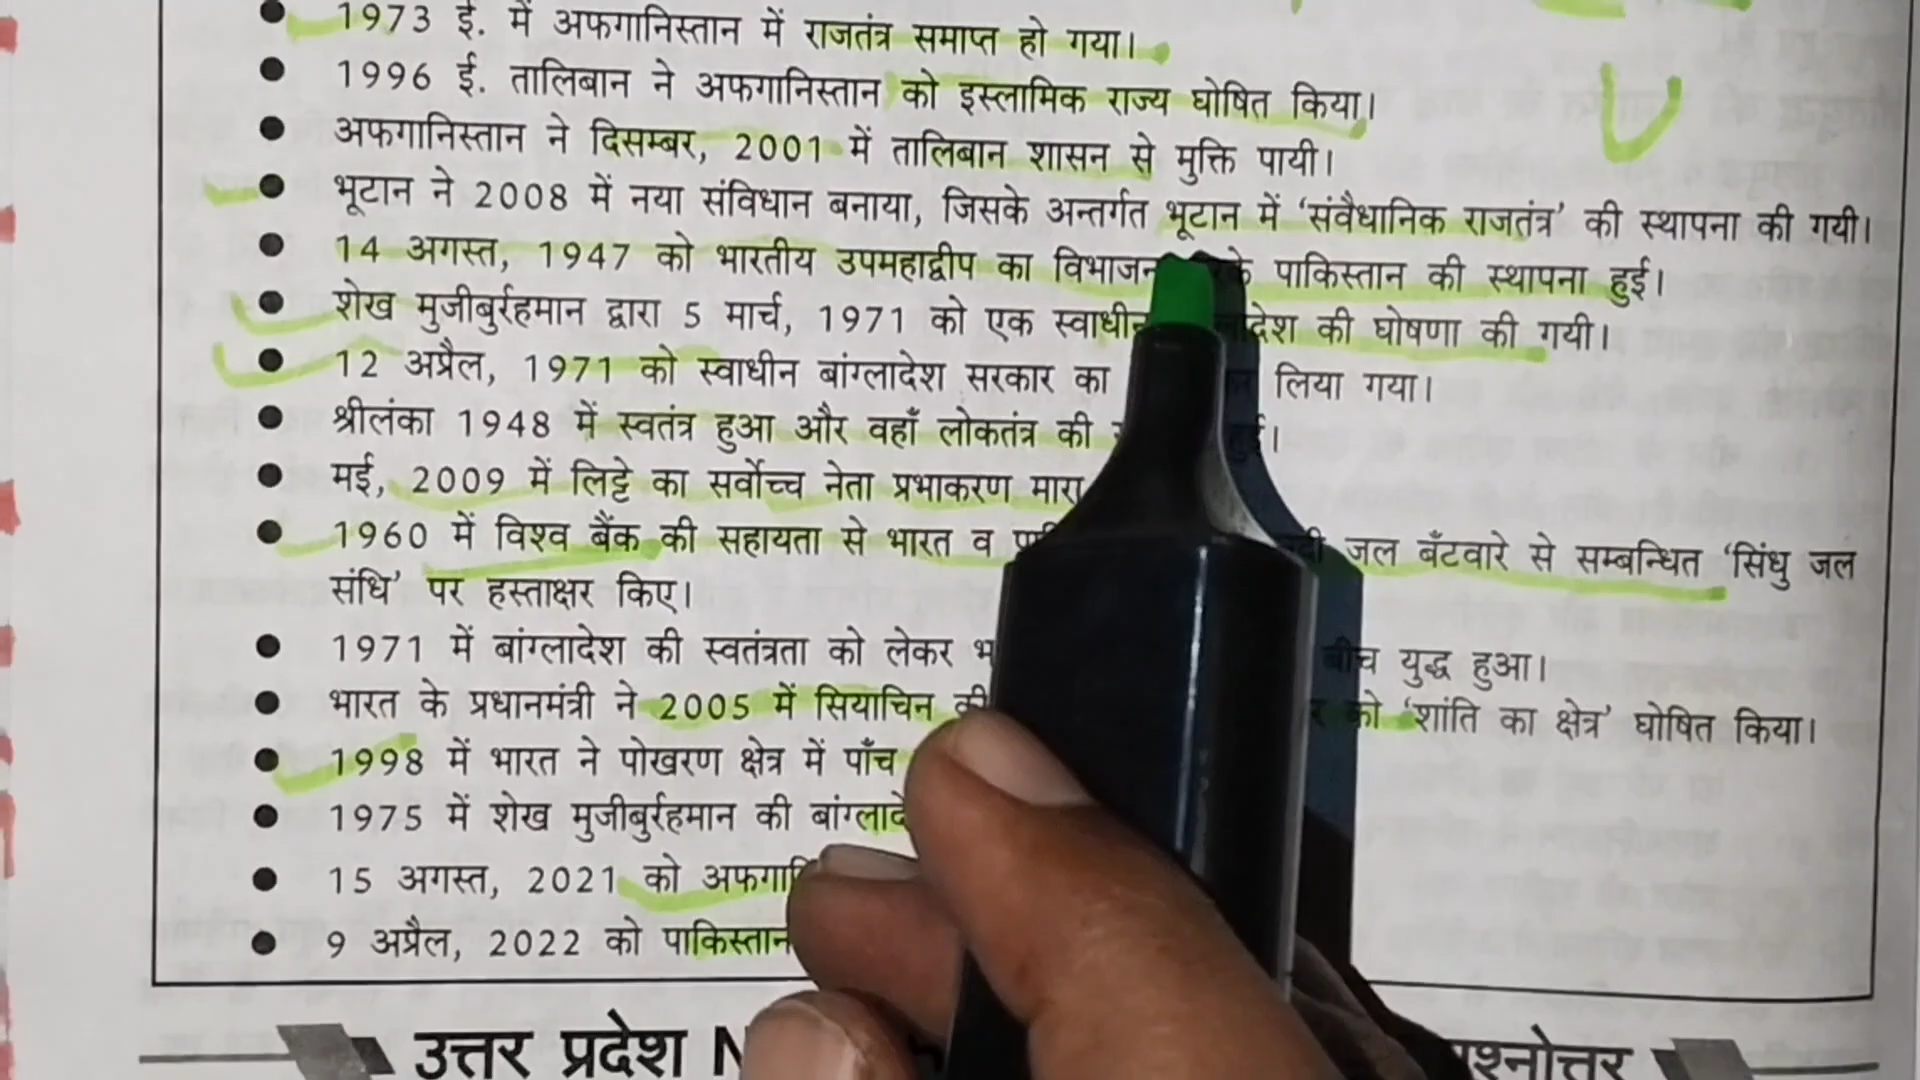 1973 ई. में अफगानिस्तान में राजतंत्र समाप्त हो गया।
1996 ई. तालिबान ने अफगानिस्तान को इस्लामिक राज्य घोषित किया।
अफगानिस्तान ने दिसम्बर, 2001 में तालिबान शासन से मुक्ति पायी।
भूटान ने 2008 में नया संविधान बनाया, जिसके अन्तर्गत भूटान में ‘संवैधानिक राजतंत्र’ की स्थापना की गयी।
14 अगस्त, 1947 को भारतीय उपमहाद्वीप का विभाजन पाकिस्तान की स्थापना हुई।
शेख मुजीबुर्रहमान द्वारा 5 मार्च, 1971 को एक स्वाधीन की घोषणा की गयी।
12 अप्रैल, 1971 को स्वाधीन बांग्लादेश सरकार का लिया गया।
श्रीलंका 1948 में स्वतंत्र हुआ और वहाँ लोकतंत्र की हुई।
मई, 2009 में लिट्टे का सर्वोच्च नेता प्रभाकरण मारा
1960 में विश्व बैंक की सहायता से भारत व जल बँटवारे से सम्बन्धित ‘सिंधु जल
संधि’ पर हस्ताक्षर किए।
1971 में बांग्लादेश की स्वतंत्रता को लेकर बीच युद्ध हुआ।
भारत के प्रधानमंत्री ने 2005 में सियाचिन की को ‘शांति का क्षेत्र’ घोषित किया।
1998 में भारत ने पोखरण क्षेत्र में पाँच
1975 में शेख मुजीबुर्रहमान की
15 अगस्त, 2021 को
9 अप्रैल, 2022 को पाकिस्तान
उत्तर प्रदेश